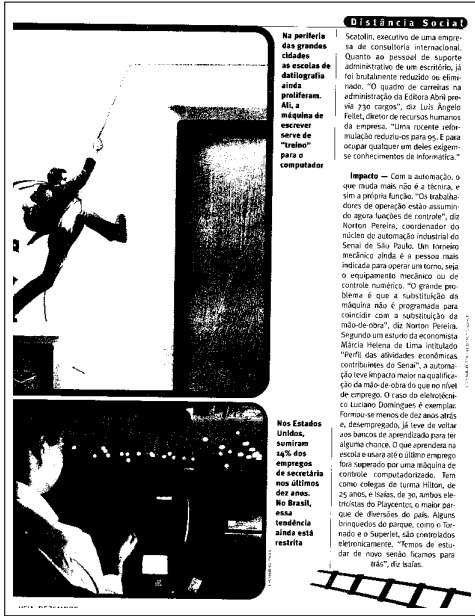 Distância Social
Na periferia
das grandes
cidades
as escolas de
datilografia
ainda
proliferam.
Ali, a
máquina de
escrever
serve de
"treino"
para o
computador
Scatolin, executivo de uma empre-
sa de consultoria internacional.
Quanto ao pessoal de suporte
administrativo de um escritório, já
foi brutalmente reduzido ou elimi-
nado. "O quadro de carreiras na
administração da Editora Abril pre-
via 730 cargos", diz Luís Ângelo
Fellet, diretor de recursos humanos
da empresa. "Uma recente refor-
mulação reduziu-os para 95. E para
ocupar qualquer um deles exigem-
se conhecimentos de informática."
Impacto — Com a automação, o
que muda mais não é a técnica, e
sim a própria função. "Os trabalha-
dores de operação estão assumin-
do agora funções de controle", diz
Norton Pereira, coordenador do
núcleo de automação industrial do
Senai de São Paulo. Um torneiro
mecânico ainda é a pessoa mais
indicada para operar um torno, seja
o equipamento mecânico ou de
controle numérico. "O grande pro-
blema é que a substituição da
máquina não é programada para
coincidir com a substituição da
mão-de-obra", diz Norton Pereira.
Segundo um estudo da economista
Márcia Helena de Lima intitulado
"Perfil das atividades econômicas
contribuintes do Senai", a automa-
ção teve impacto maior na qualifica-
ção da mão-de-obra do que no nível
de emprego. O caso do eletrotécni-
co Luciano Domingues é exemplar.
Formou-se menos de dez anos atrás
e, desempregado, já teve de voltar
aos bancos de aprendizado para ter
alguma chance. O que aprendera na
escola e usara até o último emprego
fora superado por uma máquina de
controle computadorizado. Tem
como colegas de turma Hilton, de
25 anos, e Isaías, de 30, ambos ele-
tricistas do Playcenter, o maior par-
que de diversões do país. Alguns
brinquedos do parque, como o Tor-
nado e o Superjet, são controlados
eletronicamente. "Temos de estu-
dar de novo senão ficamos para
trás", diz Isaías.
Nos Estados
Unidos,
sumiram
24% dos
empregos
de secretária
nos últimos
dez anos.
No Brasil,
essa
tendência
ainda está
restrita